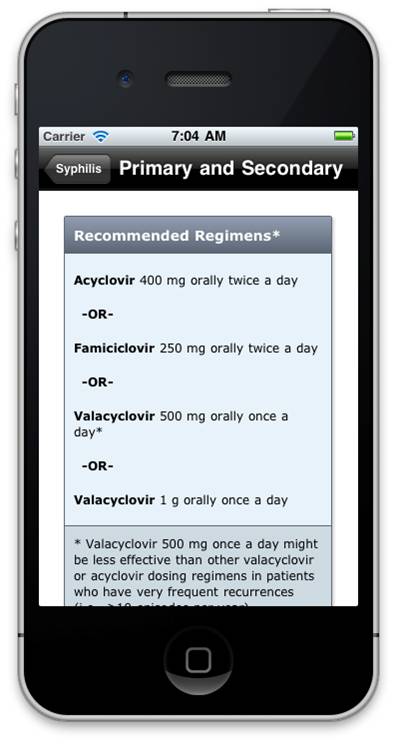 Carrier 7:04 AM
Syphilis Primary and Secondary
Recommended Regimens*
Acyclovir 400 mg orally twice a day
-OR-
Famiciclovir 250 mg orally twice a day
-OR-
Valacyclovir 500 mg orally once a
day*
-OR-
Valacyclovir 1 g orally once a day
* Valacyclovir 500 mg once a day might
be less effective than other valacyclovir
or acyclovir dosing regimens in patients
who have very frequent recurrences